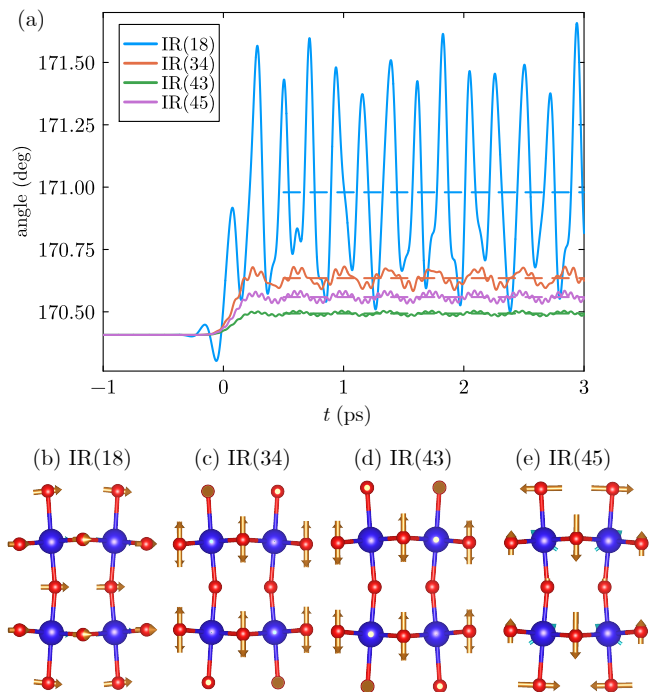 (a)
IR(18)
IR(34)
IR(43)
IR(45)
171.50
171.25
171.00
170.75
170.50
angle (deg)
−1 0 1 2 3
t (ps)
(b) IR(18) (c) IR(34) (d) IR(43) (e) IR(45)